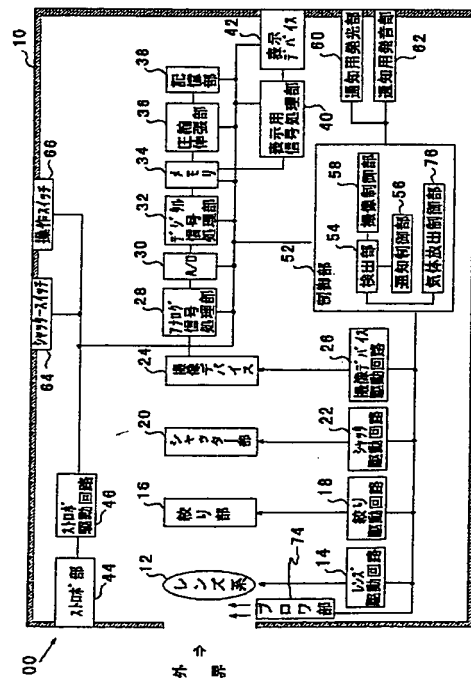 00
10
外界
ストロボ部
44
ストロボ
駆動回路
46
シャッタースイッチ
64
操作スイッチ
66
レンズ系
12
ブロワ部
74
レンズ
駆動回路
14
絞り部
16
絞り
駆動回路
18
シャッター部
20
シャッタ
駆動回路
22
撮像デバイス
24
撮像デバイス
駆動回路
26
アナログ
信号
処理部
28
A/D
30
デジタル
信号
処理部
32
メモリ
34
圧縮
伸張部
36
記憶部
38
表示用
信号処理部
40
表示
デバイス
42
制御部
52
検出部
54
通知制御部
56
撮像制御部
58
気体放出制御部
76
通知用発光部
60
通知用発音部
62